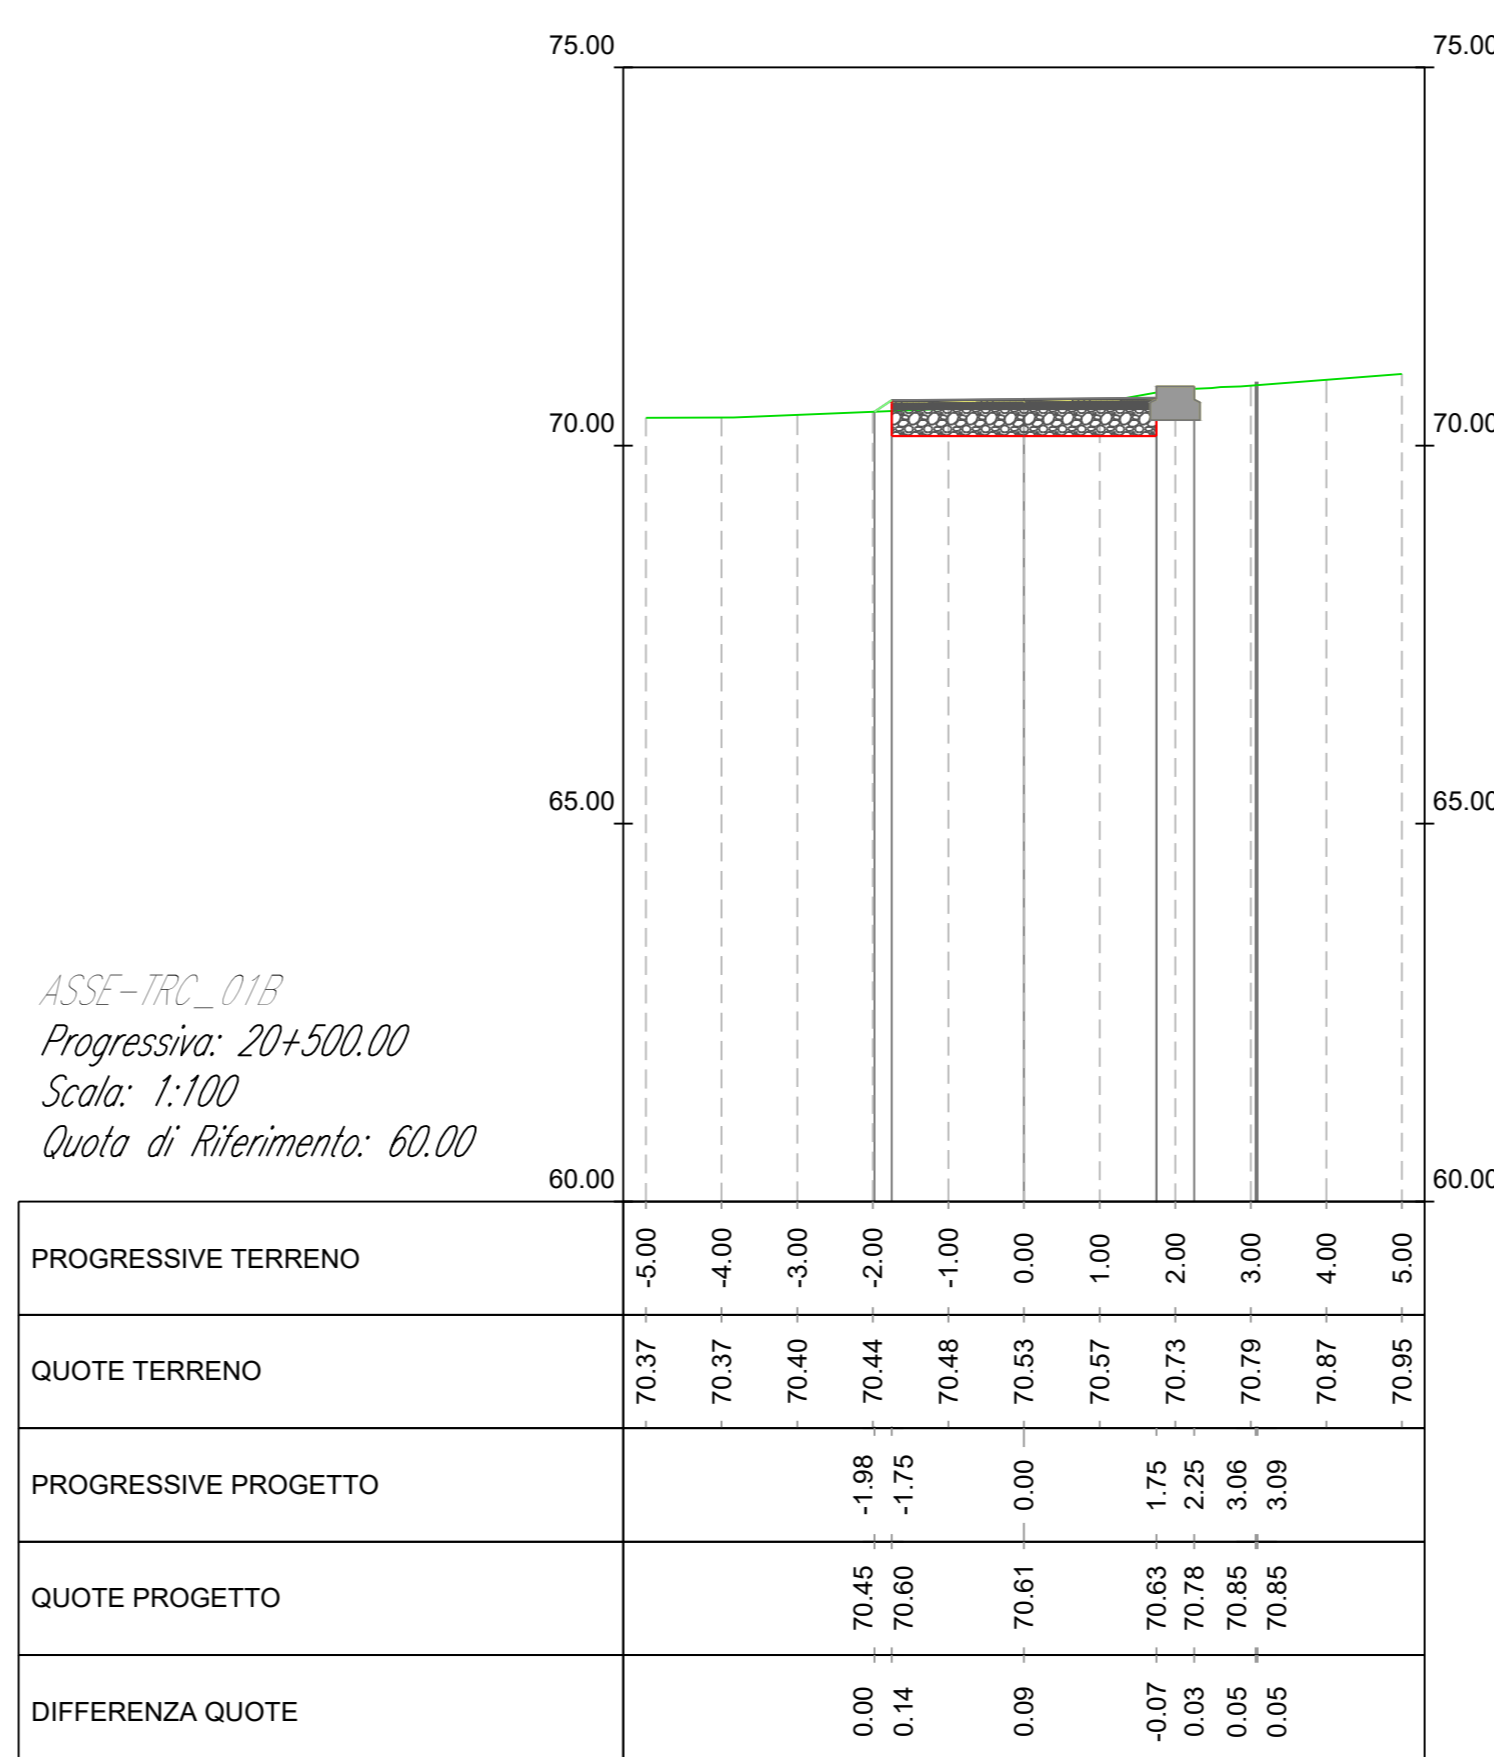 75.00 75.00
70.00 70.00
65.00 65.00
ASSE-TRC_01B
Progressiva: 20+500.00
Scala: 1:100
Quota di Riferimento: 60.00
60.00 60.00
PROGRESSIVE TERRENO -5.00 -4.00 -3.00 -2.00 -1.00 0.00 1.00 2.00 3.00 4.00 5.00
QUOTE TERRENO 70.37 70.37 70.40 70.44 70.48 70.53 70.57 70.73 70.79 70.87 70.95
PROGRESSIVE PROGETTO -1.98 -1.75 0.00 1.75 2.25 3.06 3.09
QUOTE PROGETTO 70.45 70.60 70.61 70.63 70.78 70.85 70.85
DIFFERENZA QUOTE 0.00 0.14 0.09 -0.07 0.03 0.05 0.05